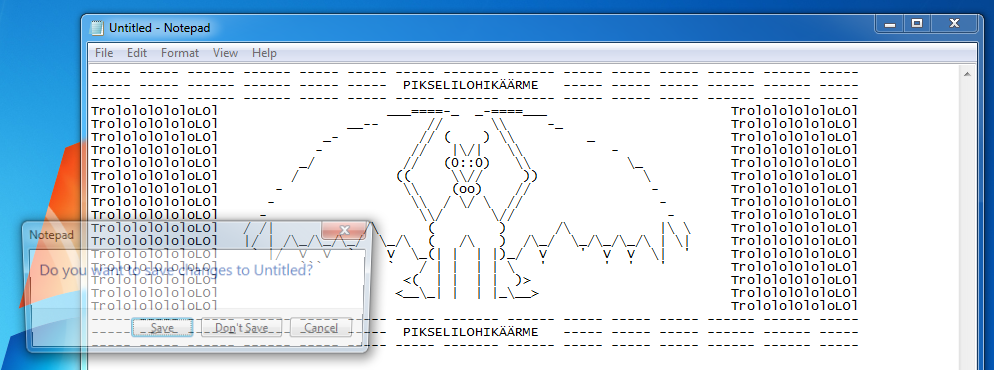 Untitled - Notepad
File Edit Format View Help
PIKSELILOHIKÄÄRME
TrolololOloloLOl TrolololOloloLOl
TrolololOloloLOl TrolololOloloLOl
TrolololOloloLOl TrolololOloloLOl
TrolololOloloLOl TrolololOloloLOl
TrolololOloloLOl (0::0) TrolololOloloLOl
TrolololOloloLOl TrolololOloloLOl
TrolololOloloLOl (oo) TrolololOloloLOl
TrolololOloloLOl TrolololOloloLOl
TrolololOloloLOl TrolololOloloLOl
TrolololOloloLOl TrolololOloloLOl
TrolololOloloLOl TrolololOloloLOl
TrolololOloloLOl TrolololOloloLOl
TrolololOloloLOl TrolololOloloLOl
TrolololOloloLOl TrolololOloloLOl
TrolololOloloLOl TrolololOloloLOl
TrolololOloloLOl TrolololOloloLOl
PIKSELILOHIKÄÄRME
Notepad
Do you want to save changes to Untitled?
Save Don't Save Cancel